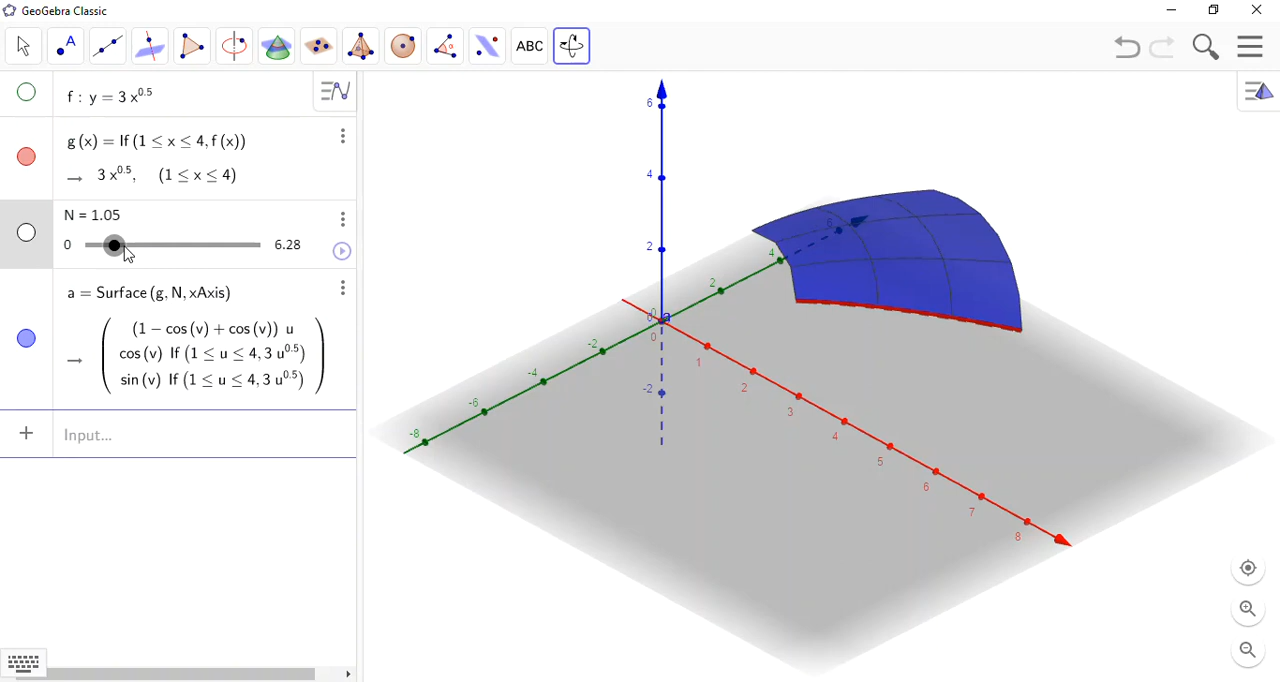 GeoGebra Classic
ABC
f : y = 3 x^0.5
g (x) = If (1 ≤ x ≤ 4, f (x))
→ 3 x^0.5, (1 ≤ x ≤ 4)
N = 1.05
0 6.28
a = Surface (g, N, xAxis)
(1 − cos (v) + cos (v)) u
→ cos (v) If (1 ≤ u ≤ 4, 3 u^0.5)
sin (v) If (1 ≤ u ≤ 4, 3 u^0.5)
+ Input...
6
4
2
0
-2
-8
-6
-4
-2
0
2
4
6
0
1
2
3
4
5
6
7
8